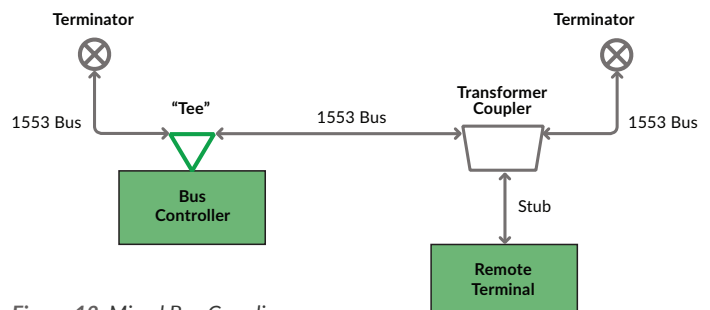 Terminator
Terminator
"Tee"
Transformer
Coupler
1553 Bus
1553 Bus
1553 Bus
Bus
Controller
Stub
Remote
Terminal